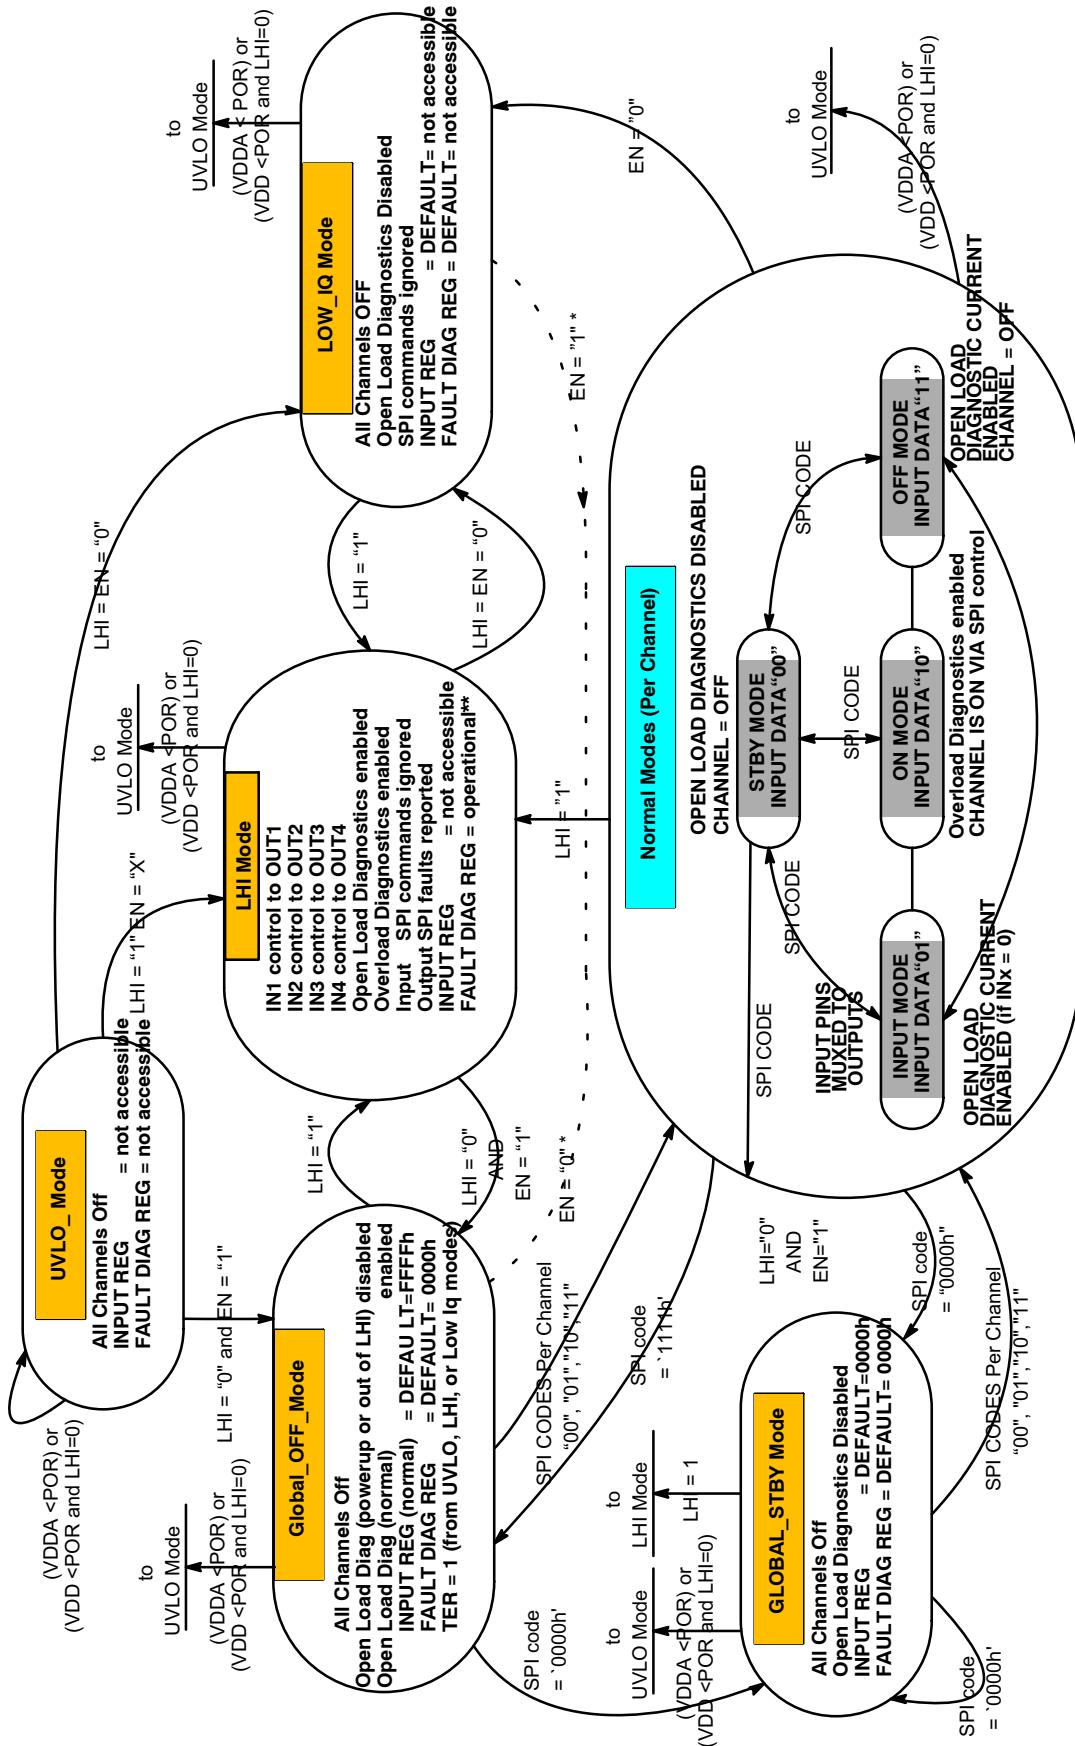 UVLO_ Mode
All Channels Off
INPUT REG = not accessible
FAULT DIAG REG = not accessible
(VDDA <POR) or
(VDD <POR and LHI=0)
LHI = “0" and EN = “1"
LHI = “1" EN = “X”
LHI = EN = “0"
to
UVLO Mode
(VDDA <POR) or
(VDD <POR and LHI=0)
Global_OFF_Mode
All Channels Off
Open Load Diag (powerup or out of LHI) disabled
Open Load Diag (normal) enabled
INPUT REG (normal) = DEFAU LT=FFFFh
FAULT DIAG REG = DEFAULT= 0000h
TER = 1 (from UVLO, LHI, or Low Iq modes)
LHI = “1"
LHI = “0"
AND
EN = “1"
EN = “0" *
to
UVLO Mode
(VDDA <POR) or
(VDD <POR and LHI=0)
LHI Mode
IN1 control to OUT1
IN2 control to OUT2
IN3 control to OUT3
IN4 control to OUT4
Open Load Diagnostics enabled
Overload Diagnostics enabled
Input SPI commands ignored
Output SPI faults reported
INPUT REG = not accessible
FAULT DIAG REG = operational**
LHI = “1"
LHI = EN = “0"
to
UVLO Mode
(VDDA < POR) or
(VDD <POR and LHI=0)
LOW_IQ Mode
All Channels OFF
Open Load Diagnostics Disabled
SPI commands ignored
INPUT REG = DEFAULT= not accessible
FAULT DIAG REG = DEFAULT= not accessible
EN = "1" *
EN = ”0"
LHI = ”1"
SPI CODES Per Channel
“00", "01","10","11"
SPI code
= `1111h'
SPI code
= `0000h'
to
UVLO Mode
(VDDA <POR) or
(VDD <POR and LHI=0)
to
LHI Mode
LHI = 1
GLOBAL_STBY Mode
All Channels Off
Open Load Diagnostics Disabled
INPUT REG = DEFAULT=0000h
FAULT DIAG REG = DEFAULT= 0000h
SPI code
= `0000h'
LHI="0"
AND
EN="1"
SPI code
= “0000h"
SPI CODES Per Channel
“00", "01","10","11"
Normal Modes (Per Channel)
OPEN LOAD DIAGNOSTICS DISABLED
CHANNEL = OFF
STBY MODE
INPUT DATA“00”
SPI CODE
SPI CODE
SPI CODE
SPI CODE
INPUT PINS
MUXED TO
OUTPUTS
INPUT MODE
INPUT DATA“01”
OPEN LOAD
DIAGNOSTIC CURRENT
ENABLED (if INx = 0)
ON MODE
INPUT DATA“10”
Overload Diagnostics enabled
CHANNEL IS ON VIA SPI control
OFF MODE
INPUT DATA“11”
OPEN LOAD
DIAGNOSTIC CURRENT
ENABLED
CHANNEL = OFF
to
UVLO Mode
(VDDA <POR) or
(VDD <POR and LHI=0)